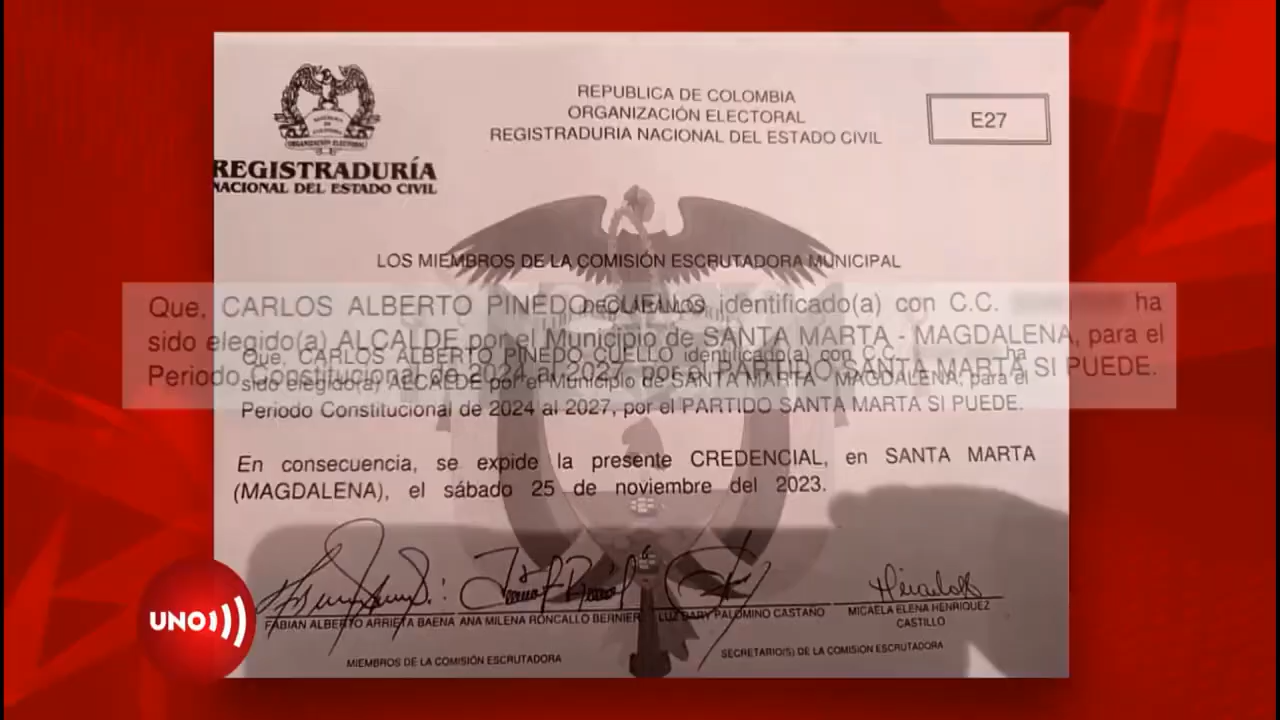 REPUBLICA DE COLOMBIA
ORGANIZACIÓN ELECTORAL
REGISTRADURIA NACIONAL DEL ESTADO CIVIL
E27
ORGANIZACIÓN ELECTORAL
REGISTRADURÍA
NACIONAL DEL ESTADO CIVIL
LOS MIEMBROS DE LA COMISIÓN ESCRUTADORA MUNICIPAL
Que, CARLOS ALBERTO PINEDO CUELLO identificado(a) con C.C. ha
sido elegido(a) ALCALDE por el Municipio de SANTA MARTA - MAGDALENA, para el
Periodo Constitucional de 2024 al 2027, por el PARTIDO SANTA MARTA SI PUEDE.
DECLARAMOS
Que, CARLOS ALBERTO PINEDO CUELLO identificado(a) con C.C. ha
sido elegido(a) ALCALDE por el Municipio de SANTA MARTA - MAGDALENA, para el
Periodo Constitucional de 2024 al 2027, por el PARTIDO SANTA MARTA SI PUEDE.
En consecuencia, se expide la presente CREDENCIAL, en SANTA MARTA
(MAGDALENA), el sábado 25 de noviembre del 2023.
FABIAN ALBERTO ARRIETA BAENA ANA MILENA RONCALLO BERNIER LUZ DARY PALOMINO CASTAÑO MICAELA ELENA HENRIQUEZ
CASTILLO
MIEMBROS DE LA COMISIÓN ESCRUTADORA SECRETARIO(S) DE LA COMISIÓN ESCRUTADORA
UNO